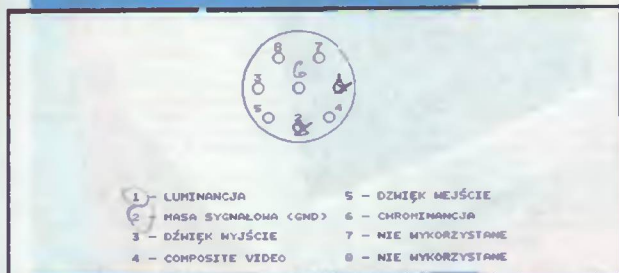 8 7
6
3 1
5 4
2
1 - LUMINANCJA
2 - MASA SYGNAŁOWA (GND)
3 - DŹWIĘK WYJŚCIE
4 - COMPOSITE VIDEO
5 - DZWIĘK WEJŚCIE
6 - CHROMINANCJA
7 - NIE WYKORZYSTANE
8 - NIE WYKORZYSTANE